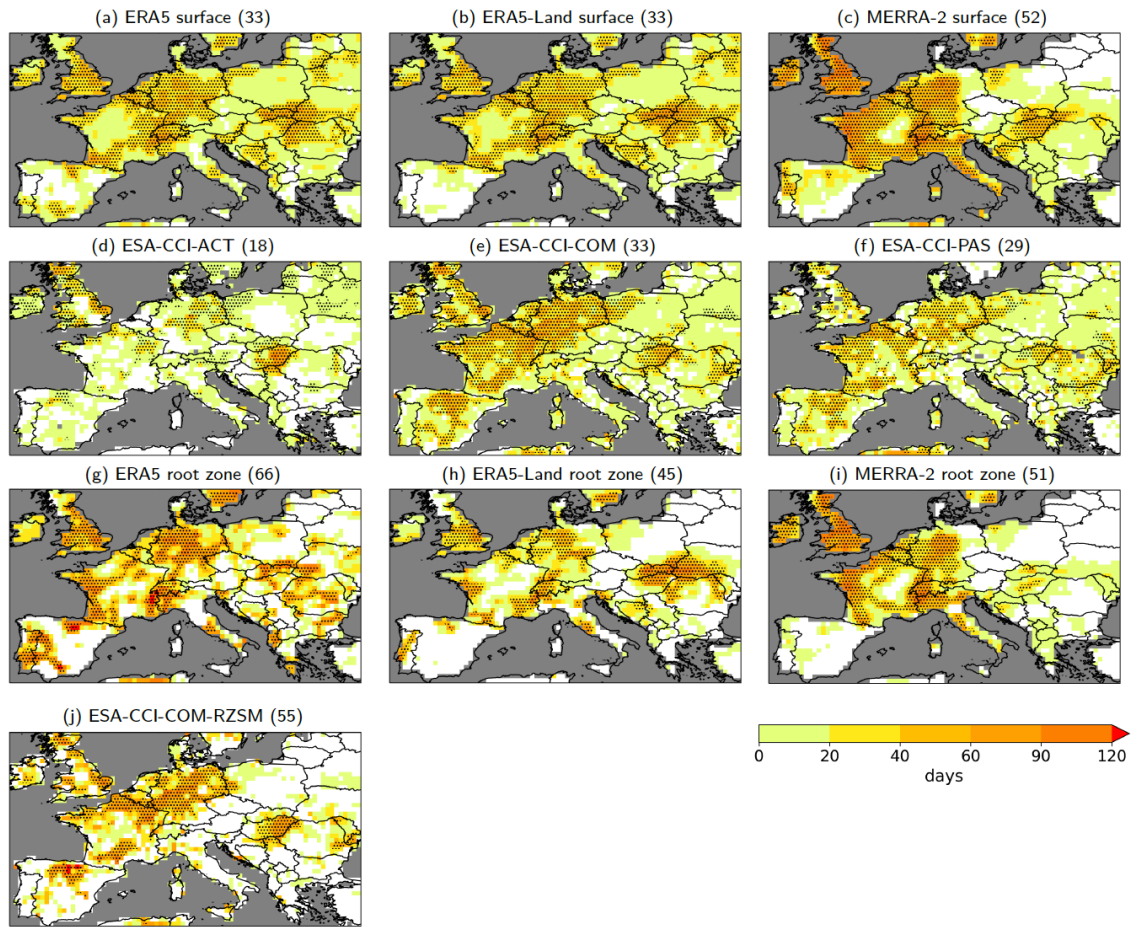 (a) ERA5 surface (33)
(b) ERA5-Land surface (33)
(c) MERRA-2 surface (52)
(d) ESA-CCI-ACT (18)
(e) ESA-CCI-COM (33)
(f) ESA-CCI-PAS (29)
(g) ERA5 root zone (66)
(h) ERA5-Land root zone (45)
(i) MERRA-2 root zone (51)
(j) ESA-CCI-COM-RZSM (55)
0 20 40 60 90 120
days